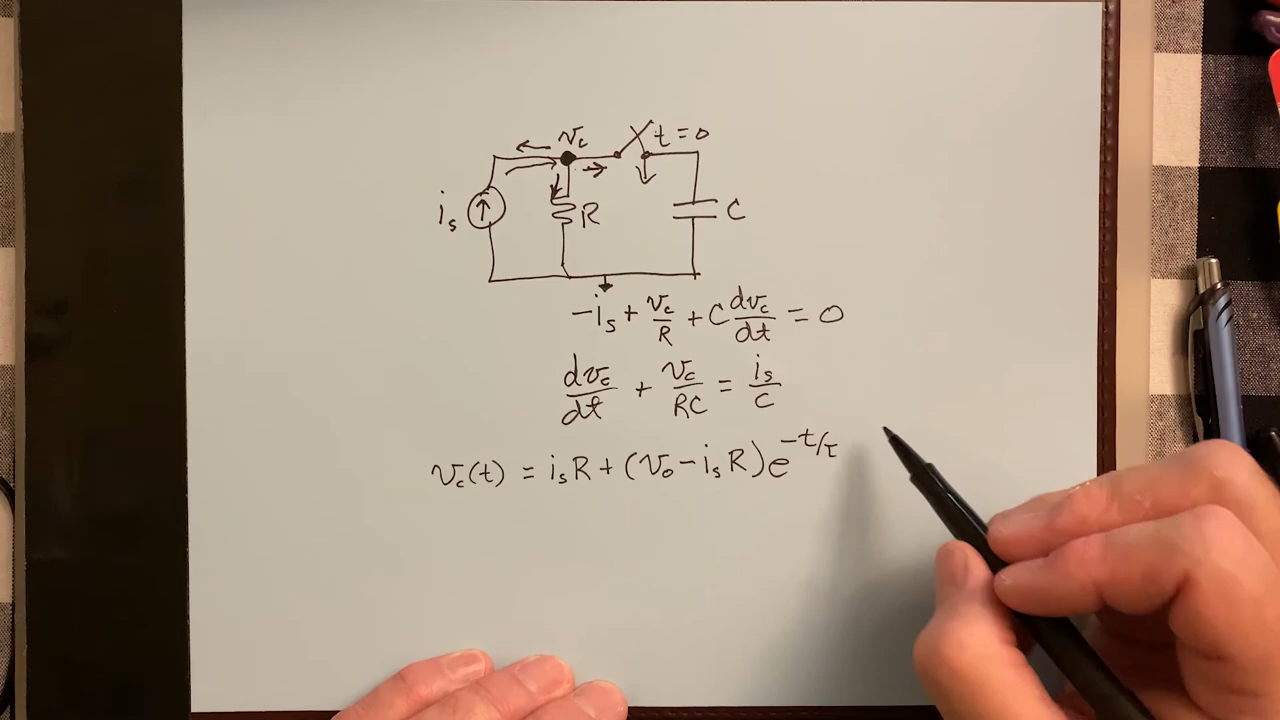 v_c
t = 0
i_s
R
C
-i_s + v_c/R + C dv_c/dt = 0
dv_c/dt + v_c/RC = i_s/C
v_c(t) = i_sR + (v_0 - i_sR)e^{-t/τ}